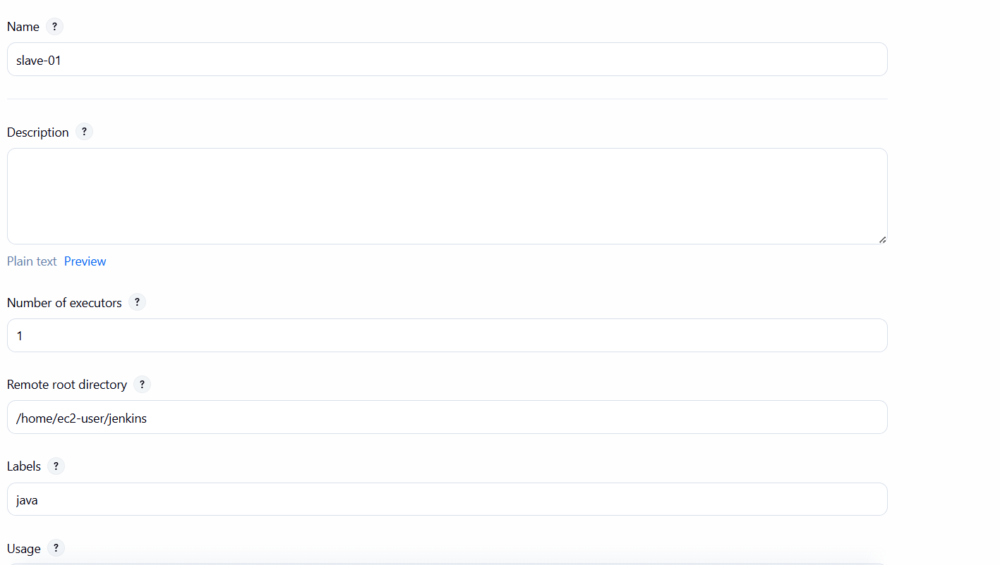 Name ?
slave-01
Description ?
Plain text Preview
Number of executors ?
1
Remote root directory ?
/home/ec2-user/jenkins
Labels ?
java
Usage ?